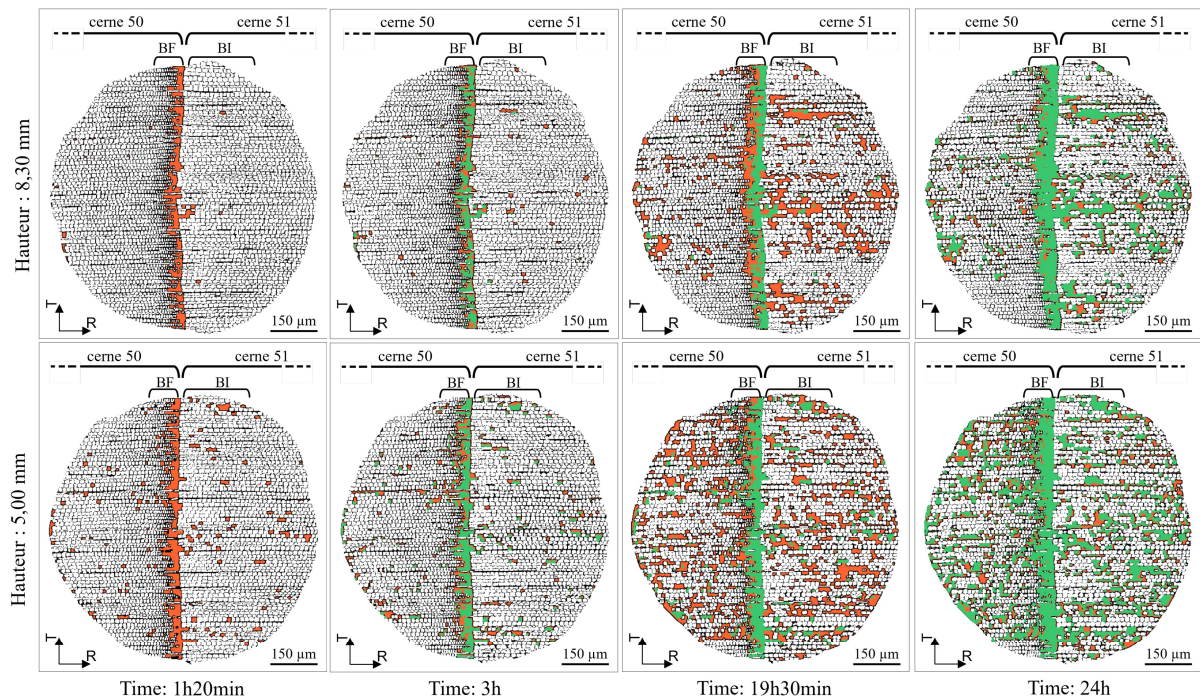 cerne 50 cerne 51
BF BI
T
R
150 µm
cerne 50 cerne 51
BF BI
T
R
150 µm
cerne 50 cerne 51
BF BI
T
R
150 µm
cerne 50 cerne 51
BF BI
T
R
150 µm
Hauteur : 8,30 mm
cerne 50 cerne 51
BF BI
T
R
150 µm
cerne 50 cerne 51
BF BI
T
R
150 µm
cerne 50 cerne 51
BF BI
T
R
150 µm
cerne 50 cerne 51
BF BI
T
R
150 µm
Hauteur : 5,00 mm
Time: 1h20min
Time: 3h
Time: 19h30min
Time: 24h